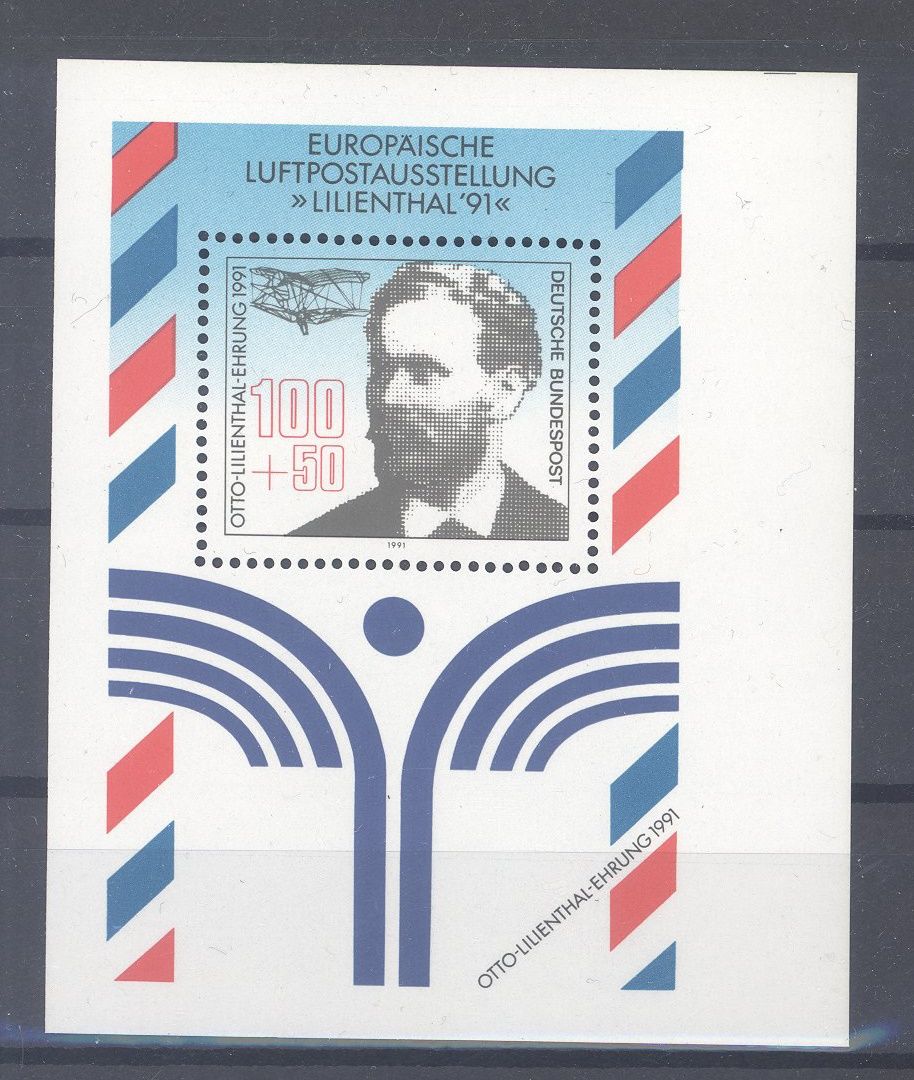 EUROPÄISCHE
LUFTPOSTAUSSTELLUNG
»LILIENTHAL '91«
OTTO-LILIENTHAL-EHRUNG 1991
100
+50
DEUTSCHE BUNDESPOST
1991
OTTO-LILIENTHAL-EHRUNG 1991